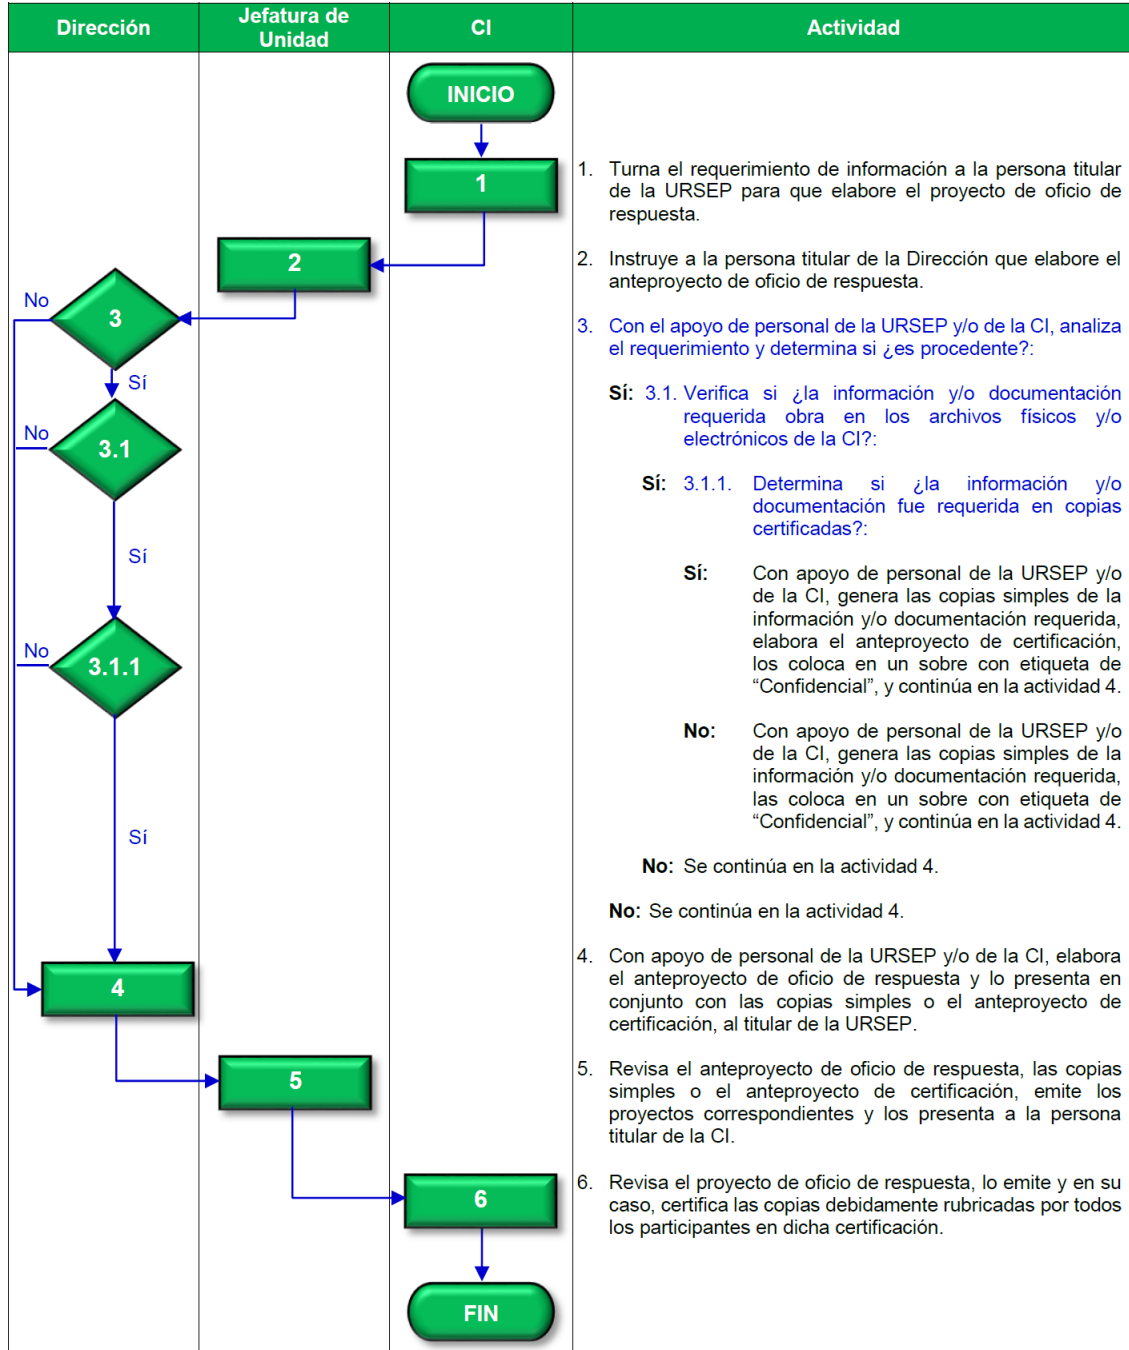 Dirección
Jefatura de
Unidad
CI
Actividad
INICIO
1
1. Turna el requerimiento de información a la persona titular
de la URSEP para que elabore el proyecto de oficio de
respuesta.
2
2. Instruye a la persona titular de la Dirección que elabore el
anteproyecto de oficio de respuesta.
No
3
Sí
3. Con el apoyo de personal de la URSEP y/o de la CI, analiza
el requerimiento y determina si ¿es procedente?:
No
3.1
Sí
Sí: 3.1. Verifica si ¿la información y/o documentación
requerida obra en los archivos físicos y/o
electrónicos de la CI?:
Sí: 3.1.1. Determina si ¿la información y/o
documentación fue requerida en copias
certificadas?:
No
3.1.1
Sí
Sí: Con apoyo de personal de la URSEP y/o
de la CI, genera las copias simples de la
información y/o documentación requerida,
elabora el anteproyecto de certificación,
los coloca en un sobre con etiqueta de
“Confidencial”, y continúa en la actividad 4.
No: Con apoyo de personal de la URSEP y/o
de la CI, genera las copias simples de la
información y/o documentación requerida,
las coloca en un sobre con etiqueta de
“Confidencial”, y continúa en la actividad 4.
No: Se continúa en la actividad 4.
No: Se continúa en la actividad 4.
4
4. Con apoyo de personal de la URSEP y/o de la CI, elabora
el anteproyecto de oficio de respuesta y lo presenta en
conjunto con las copias simples o el anteproyecto de
certificación, al titular de la URSEP.
5
5. Revisa el anteproyecto de oficio de respuesta, las copias
simples o el anteproyecto de certificación, emite los
proyectos correspondientes y los presenta a la persona
titular de la CI.
6
6. Revisa el proyecto de oficio de respuesta, lo emite y en su
caso, certifica las copias debidamente rubricadas por todos
los participantes en dicha certificación.
FIN